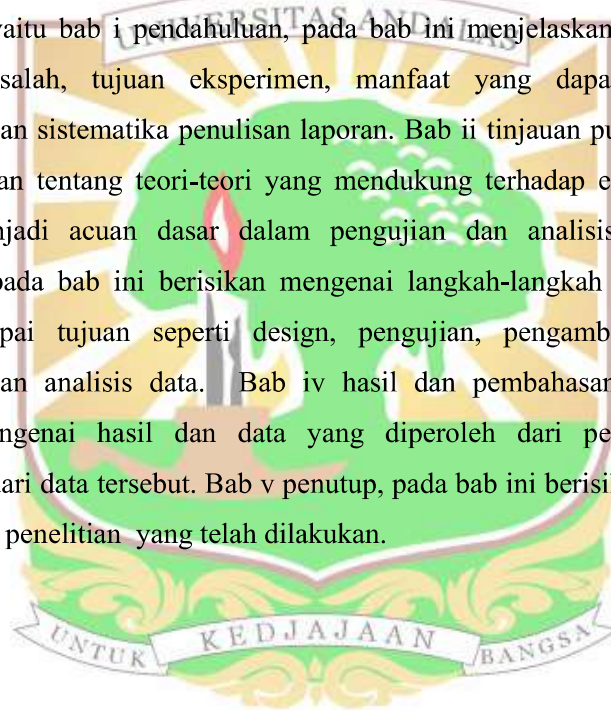 yaitu bab i pendahuluan, pada bab ini menjelaskan
UNIVERSITAS ANDALAS
salah, tujuan eksperimen, manfaat yang dapa
an sistematika penulisan laporan. Bab ii tinjauan pu
an tentang teori-teori yang mendukung terhadap e
njadi acuan dasar dalam pengujian dan analisis
pada bab ini berisikan mengenai langkah-langkah
pai tujuan seperti design, pengujian, pengamb
an analisis data. Bab iv hasil dan pembahasan
ngenai hasil dan data yang diperoleh dari pe
dari data tersebut. Bab v penutup, pada bab ini berisi
penelitian yang telah dilakukan.
UNTUK KEDJAJAAN BANGSA